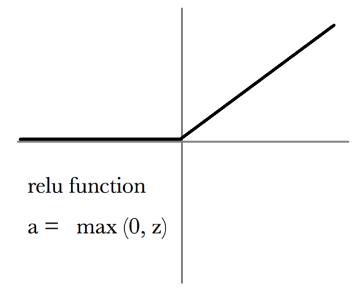 relu function
a = max (0, z)